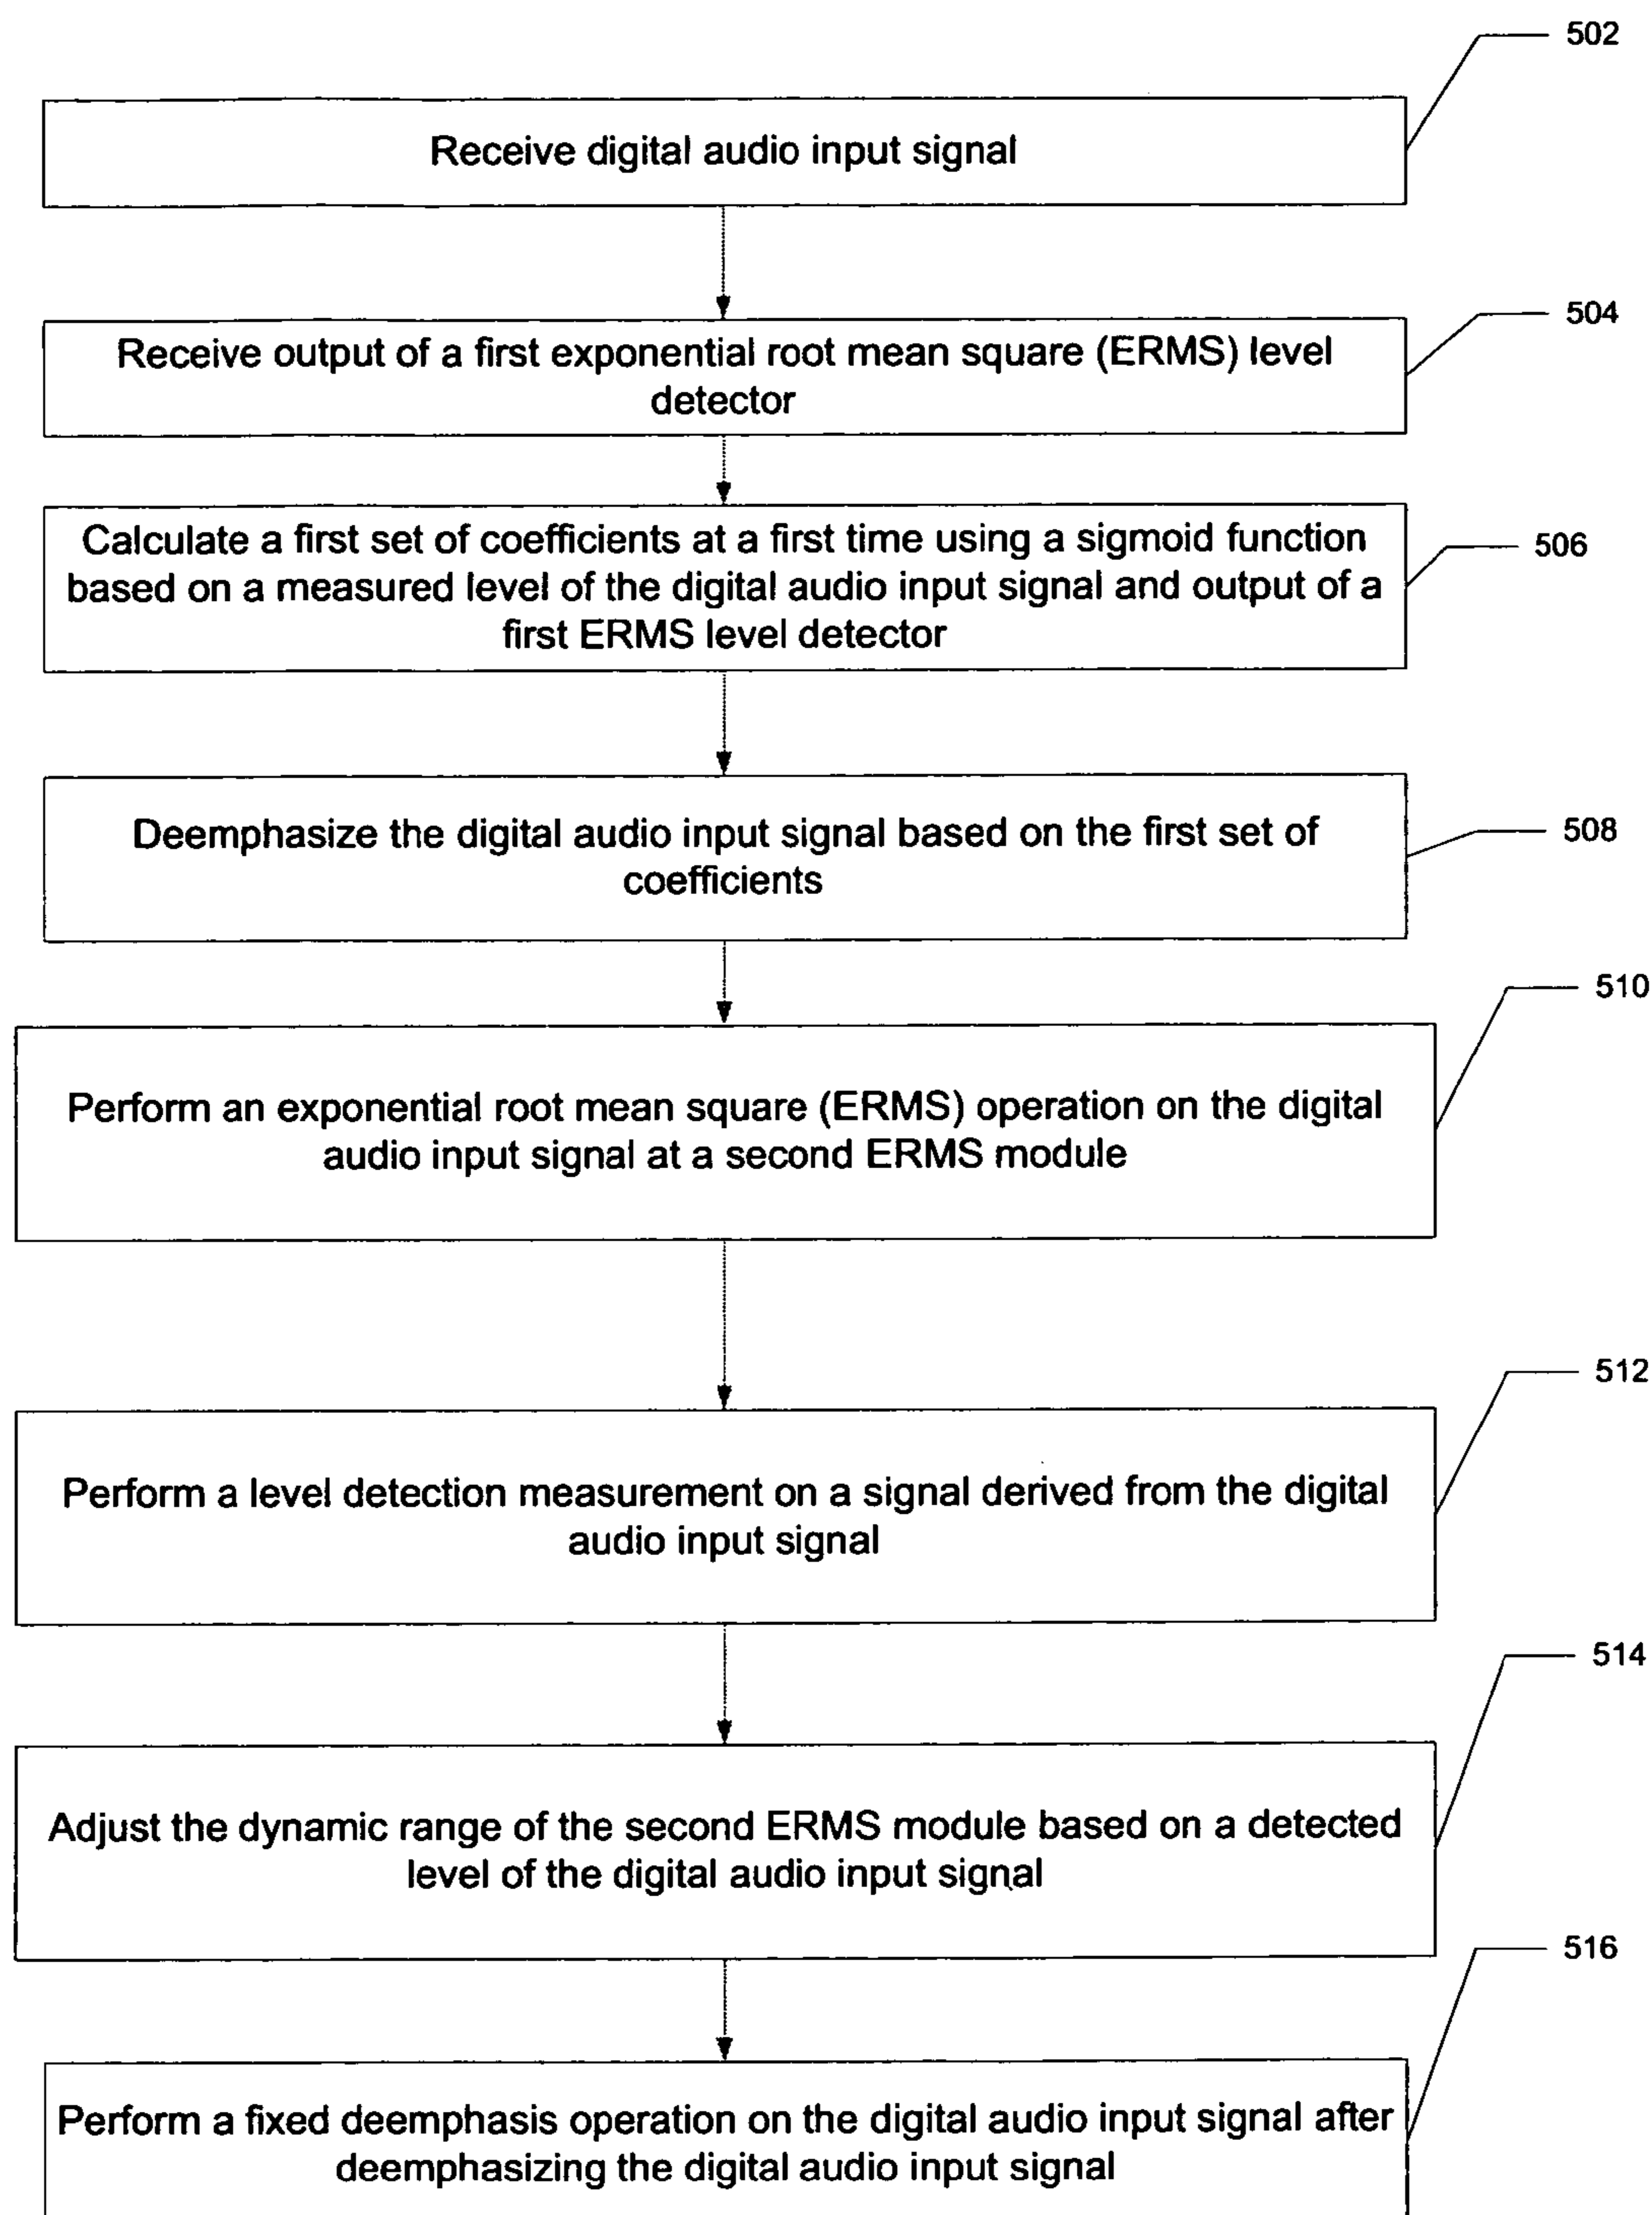 502
Receive digital audio input signal
504
Receive output of a first exponential root mean square (ERMS) level
detector
Calculate a first set of coefficients at a first time using a sigmoid function
based on a measured level of the digital audio input signal and output of a
first ERMS level detector
506
Deemphasize the digital audio input signal based on the first set of
coefficients
508
510
Perform an exponential root mean square (ERMS) operation on the digital
audio input signal at a second ERMS module
512
Perform a level detection measurement on a signal derived from the digital
audio input signal
514
Adjust the dynamic range of the second ERMS module based on a detected
level of the digital audio input signal
516
Perform a fixed deemphasis operation on the digital audio input signal after
deemphasizing the digital audio input signal